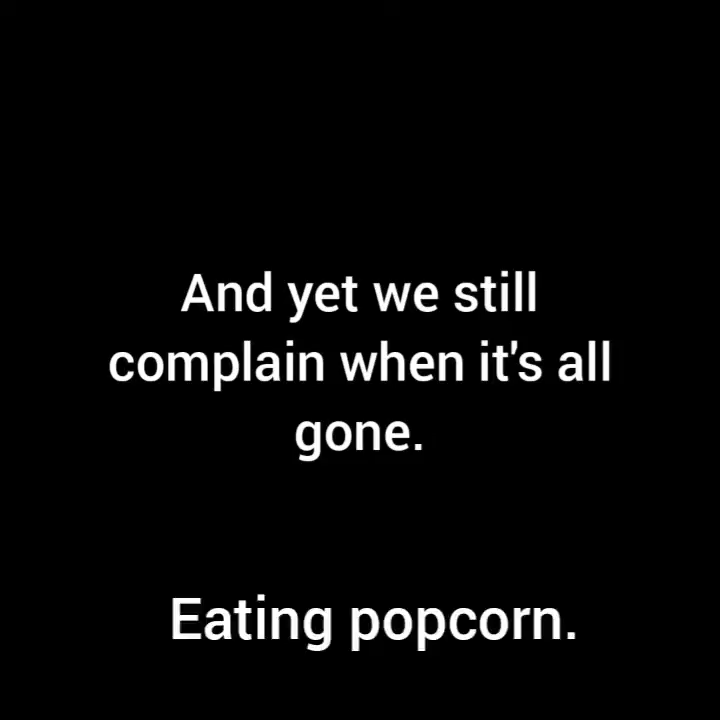 And yet we still
complain when it's all
gone.
Eating popcorn.